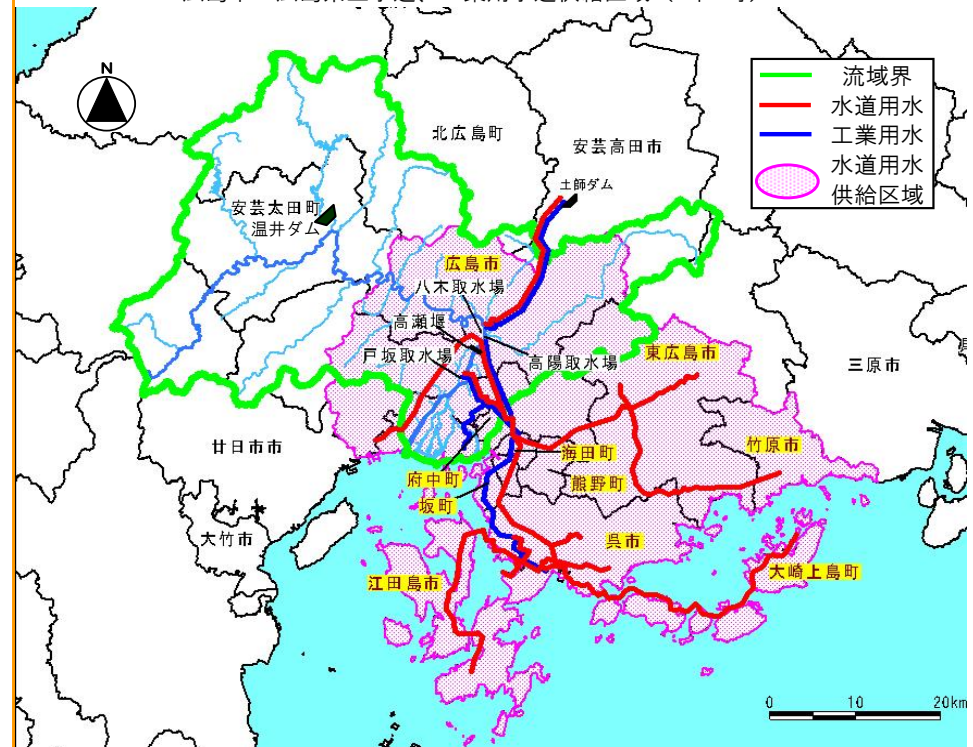 N
流域界
水道用水
工業用水
水道用水
供給区域
北広島町
安芸高田市
土師ダム
安芸太田町
温井ダム
広島市
八木取水場
高瀬堰
戸坂取水場
高陽取水場
東広島市
三原市
廿日市市
竹原市
海田町
府中町
熊野町
坂町
呉市
大竹市
江田島市
大崎上島町
0 10 20km